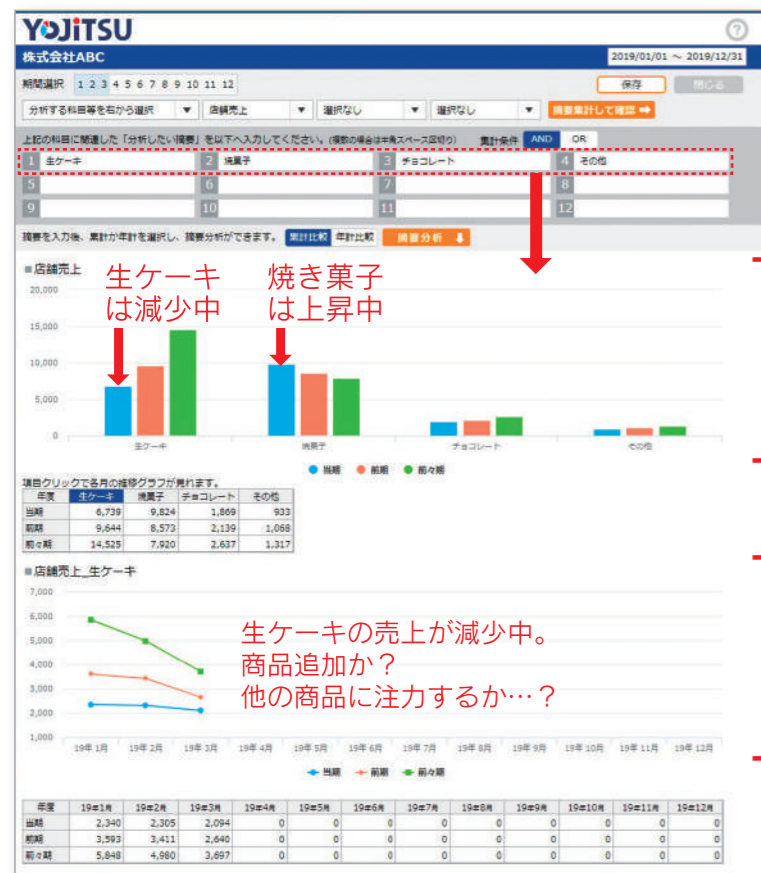 YOJiTSU
?
株式会社ABC 2019/01/01 ～ 2019/12/31
期間選択 1 2 3 4 5 6 7 8 9 10 11 12 保存 閉じる
分析する科目等を右から選択 ▼ 店舗売上 ▼ 選択なし ▼ 選択なし ▼ 摘要集計して確認 ➡
上記の科目に関連した「分析したい摘要」を以下へ入力してください。(複数の場合は半角スペース区切り) 集計条件 AND OR
1 生ケーキ 2 焼菓子 3 チョコレート 4 その他
5 6 7 8
9 10 11 12
摘要を入力後、累計か年計を選択し、摘要分析ができます。 累計比較 年計比較 摘要分析 ⬇
■店舗売上
生ケーキ
は減少中
焼き菓子
は上昇中
20,000
15,000
10,000
5,000
0
生ケーキ 焼菓子 チョコレート その他
● 当期 ● 前期 ● 前々期
項目クリックで各月の推移グラフが見れます。
年度 生ケーキ 焼菓子 チョコレート その他
当期 6,739 9,824 1,869 933
前期 9,644 8,573 2,139 1,068
前々期 14,525 7,920 2,637 1,317
■店舗売上_生ケーキ
7,000
6,000
5,000
4,000
3,000
2,000
1,000
生ケーキの売上が減少中。
商品追加か？
他の商品に注力するか…？
19年1月 19年2月 19年3月 19年4月 19年5月 19年6月 19年7月 19年8月 19年9月 19年10月 19年11月 19年12月
当期 前期 前々期
年度 19年1月 19年2月 19年3月 19年4月 19年5月 19年6月 19年7月 19年8月 19年9月 19年10月 19年11月 19年12月
当期 2,340 2,305 2,094 0 0 0 0 0 0 0 0 0
前期 3,593 3,411 2,640 0 0 0 0 0 0 0 0 0
前々期 5,848 4,980 3,697 0 0 0 0 0 0 0 0 0